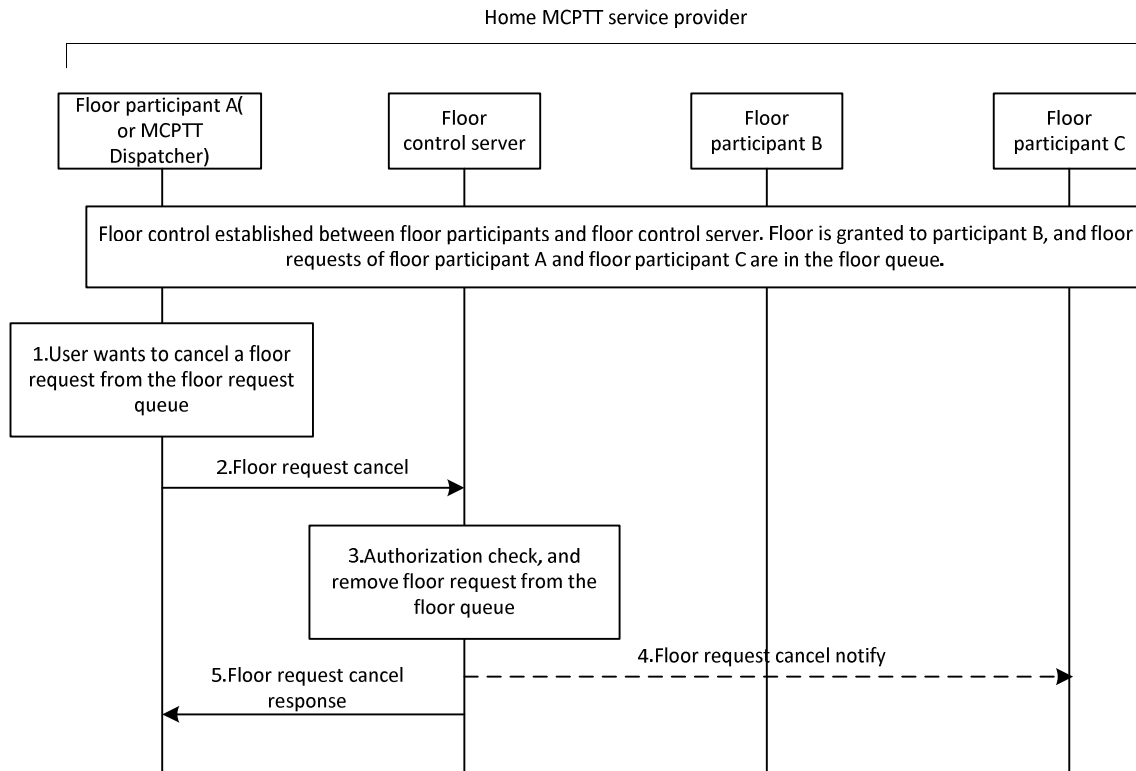 Home MCPTT service provider
Floor participant A(
or MCPTT
Dispatcher)
Floor
control server
Floor
participant B
Floor
participant C
Floor control established between floor participants and floor control server. Floor is granted to participant B, and floor
requests of floor participant A and floor participant C are in the floor queue.
1.User wants to cancel a floor
request from the floor request
queue
2.Floor request cancel
3.Authorization check, and
remove floor request from the
floor queue
4.Floor request cancel notify
5.Floor request cancel
response